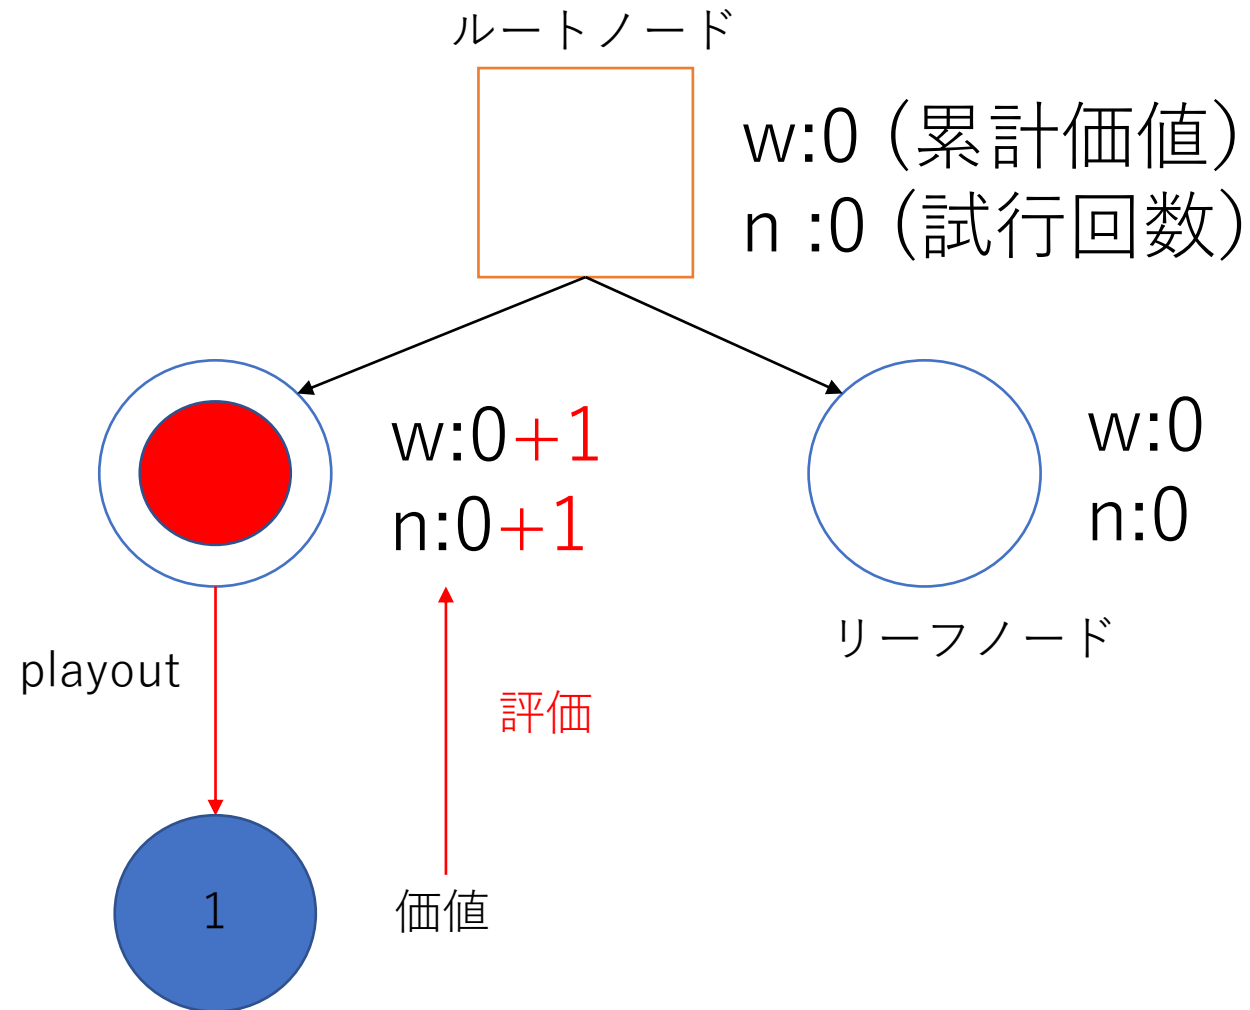 ルートノード
w:0 (累計価値)
n :0 (試行回数)
w:0+1
n:0+1
w:0
n:0
リーフノード
playout
評価
1
価値